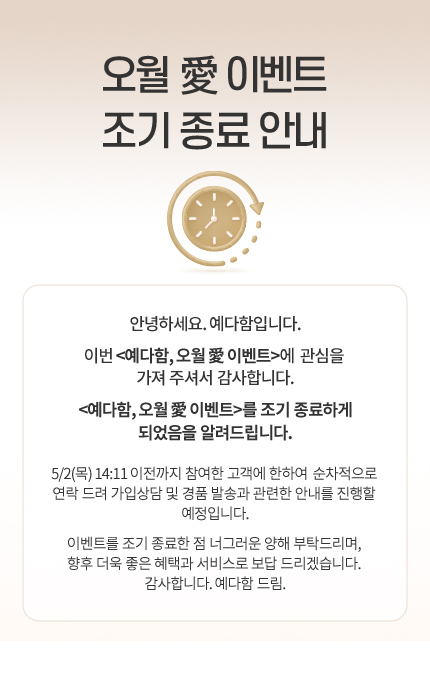 오월 愛 이벤트
조기 종료 안내
안녕하세요. 예다함입니다.
이번 <예다함, 오월 愛 이벤트>에 관심을
가져 주셔서 감사합니다.
<예다함, 오월 愛 이벤트>를 조기 종료하게
되었음을 알려드립니다.
5/2(목) 14:11 이전까지 참여한 고객에 한하여 순차적으로
연락 드려 가입상담 및 경품 발송과 관련한 안내를 진행할
예정입니다.
이벤트를 조기 종료한 점 너그러운 양해 부탁드리며,
향후 더욱 좋은 혜택과 서비스로 보답 드리겠습니다.
감사합니다. 예다함 드림.